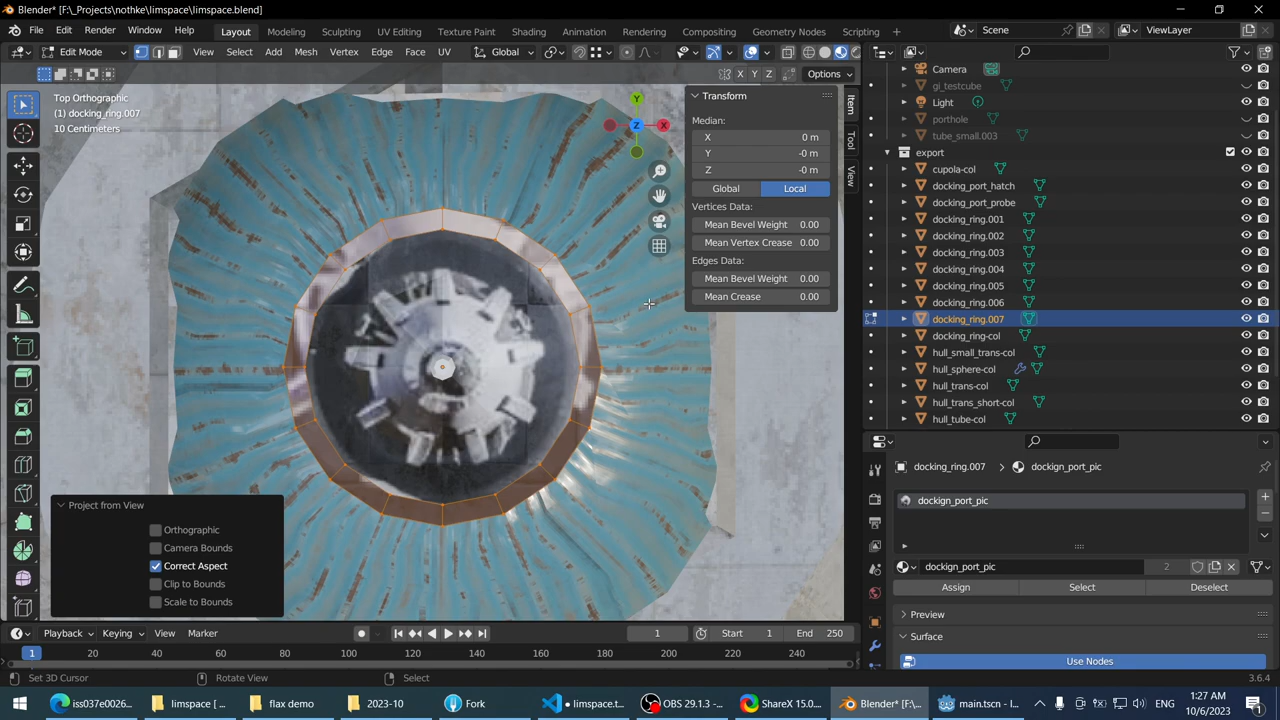 Blender* [F:\_Projects\nothke\limspace\limspace.blend]
File Edit Render Window Help Layout Modeling Sculpting UV Editing Texture Paint Shading Animation Rendering Compositing Geometry Nodes Scripting Scene ViewLayer
Edit Mode View Select Add Mesh Vertex Edge Face UV Global
X Y Z Options
Top Orthographic
(1) docking_ring.007
10 Centimeters
Y
Z X
Transform
Median:
X 0 m
Y -0 m
Z -0 m
Global Local
Vertices Data:
Mean Bevel Weight 0.00
Mean Vertex Crease 0.00
Edges Data:
Mean Bevel Weight 0.00
Mean Crease 0.00
Item
Tool
View
Project from View
Orthographic
Camera Bounds
Correct Aspect
Clip to Bounds
Scale to Bounds
Camera
gi_testcube
Light
porthole
tube_small.003
export
cupola-col
docking_port_hatch
docking_port_probe
docking_ring.001
docking_ring.002
docking_ring.003
docking_ring.004
docking_ring.005
docking_ring.006
docking_ring.007
docking_ring-col
hull_small_trans-col
hull_sphere-col
hull_trans-col
hull_trans_short-col
hull_tube-col
docking_ring.007 dockign_port_pic
dockign_port_pic
dockign_port_pic 2
Assign Select Deselect
Preview
Surface
Use Nodes
Playback Keying View Marker 1 Start 1 End 250
1 20 40 60 80 100 120 140 160 180 200 220 240
Set 3D Cursor Rotate View Select 3.6.4
iss037e0026... limspace [ ... flax demo 2023-10 Fork limspace.t... OBS 29.1.3 - ... ShareX 15.0... Blender* [F:\... main.tscn - l... ENG 1:27 AM
10/6/2023